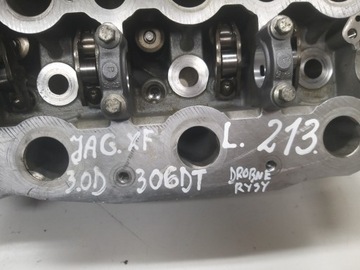 JAG. XF L. 213.
3.0D 306DT DROBNE
RYSY